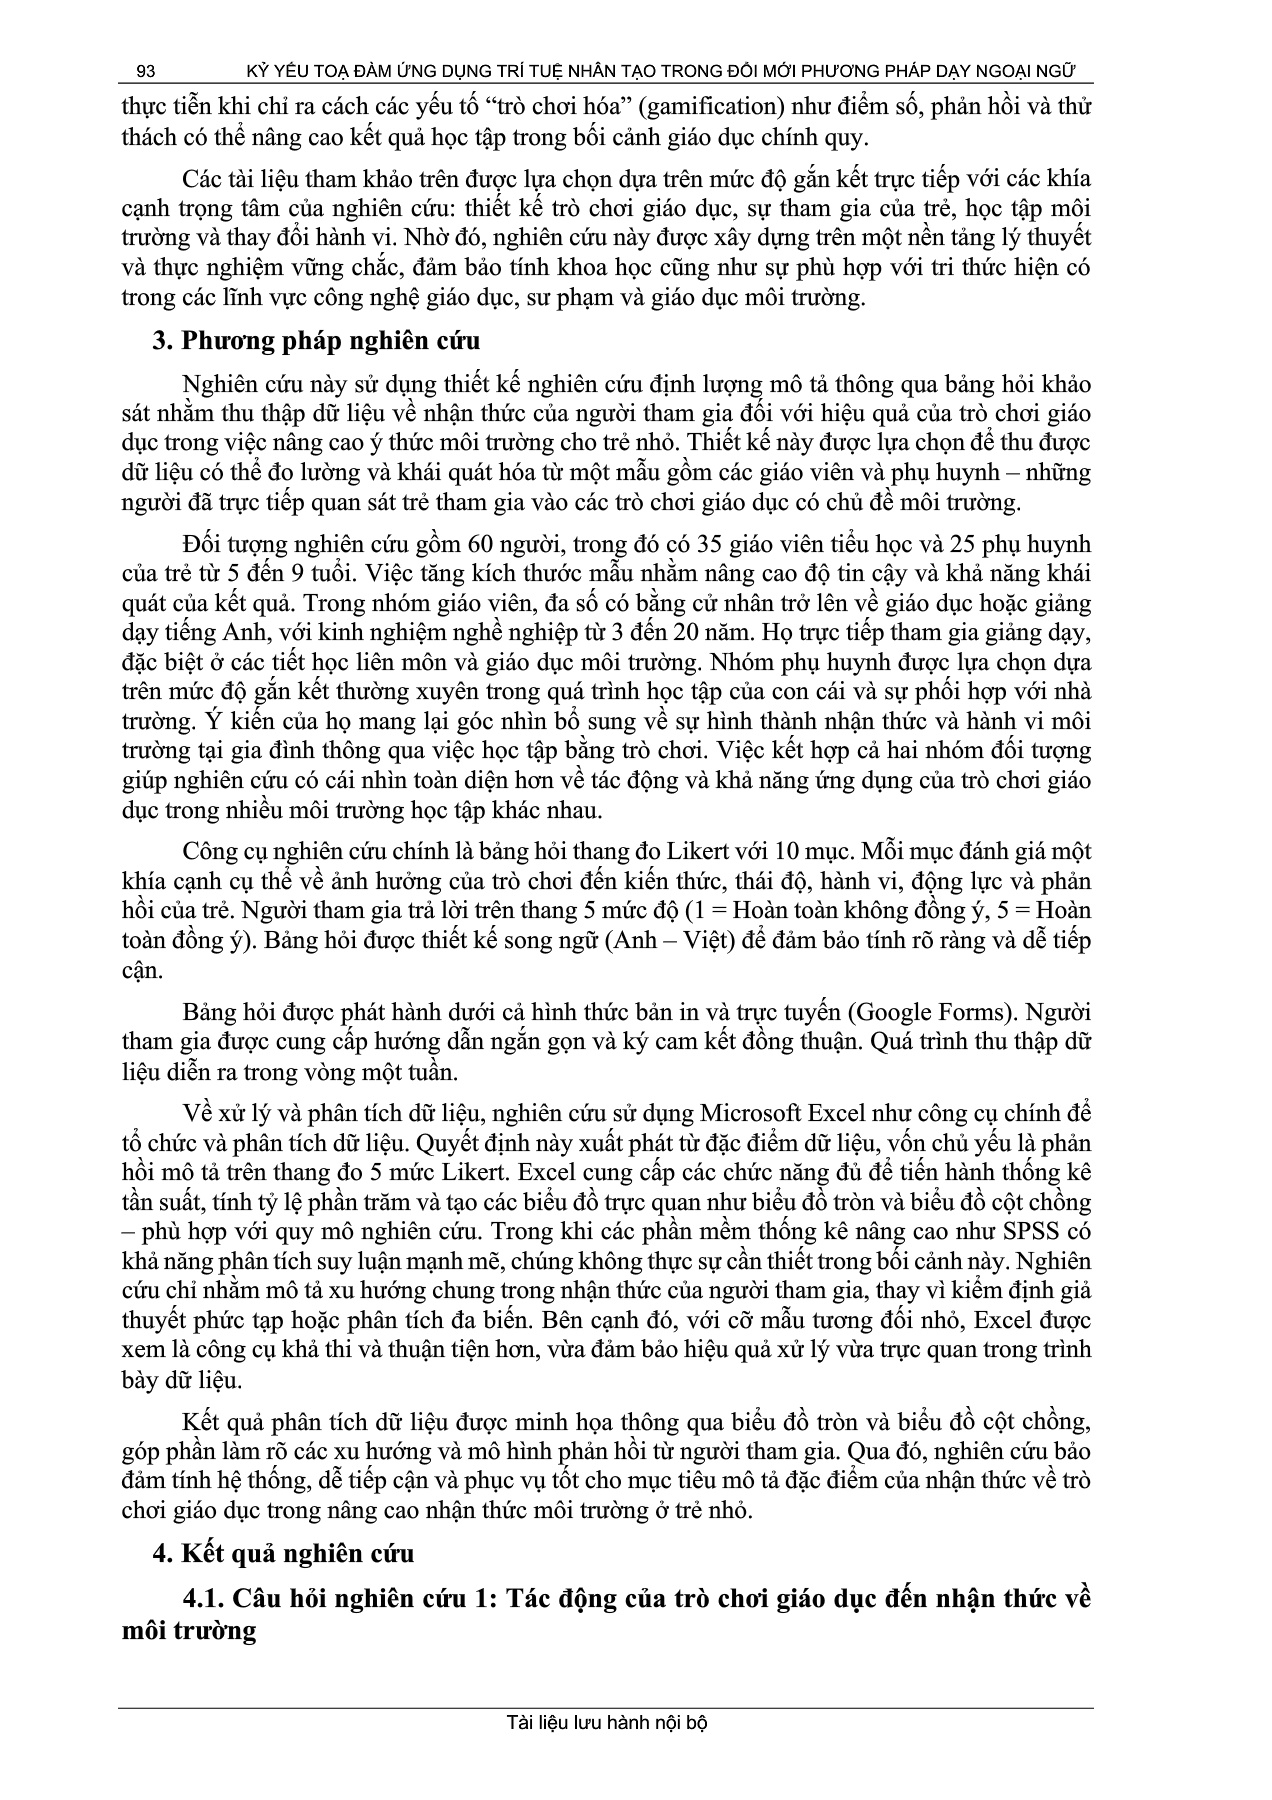 93 KỶ YẾU TOẠ ĐÀM ỨNG DỤNG TRÍ TUỆ NHÂN TẠO TRONG ĐỔI MỚI PHƯƠNG PHÁP DẠY NGOẠI NGỮ
thực tiễn khi chỉ ra cách các yếu tố “trò chơi hóa” (gamification) như điểm số, phản hồi và thử
thách có thể nâng cao kết quả học tập trong bối cảnh giáo dục chính quy.
Các tài liệu tham khảo trên được lựa chọn dựa trên mức độ gắn kết trực tiếp với các khía
cạnh trọng tâm của nghiên cứu: thiết kế trò chơi giáo dục, sự tham gia của trẻ, học tập môi
trường và thay đổi hành vi. Nhờ đó, nghiên cứu này được xây dựng trên một nền tảng lý thuyết
và thực nghiệm vững chắc, đảm bảo tính khoa học cũng như sự phù hợp với tri thức hiện có
trong các lĩnh vực công nghệ giáo dục, sư phạm và giáo dục môi trường.
3. Phương pháp nghiên cứu
Nghiên cứu này sử dụng thiết kế nghiên cứu định lượng mô tả thông qua bảng hỏi khảo
sát nhằm thu thập dữ liệu về nhận thức của người tham gia đối với hiệu quả của trò chơi giáo
dục trong việc nâng cao ý thức môi trường cho trẻ nhỏ. Thiết kế này được lựa chọn để thu được
dữ liệu có thể đo lường và khái quát hóa từ một mẫu gồm các giáo viên và phụ huynh – những
người đã trực tiếp quan sát trẻ tham gia vào các trò chơi giáo dục có chủ đề môi trường.
Đối tượng nghiên cứu gồm 60 người, trong đó có 35 giáo viên tiểu học và 25 phụ huynh
của trẻ từ 5 đến 9 tuổi. Việc tăng kích thước mẫu nhằm nâng cao độ tin cậy và khả năng khái
quát của kết quả. Trong nhóm giáo viên, đa số có bằng cử nhân trở lên về giáo dục hoặc giảng
dạy tiếng Anh, với kinh nghiệm nghề nghiệp từ 3 đến 20 năm. Họ trực tiếp tham gia giảng dạy,
đặc biệt ở các tiết học liên môn và giáo dục môi trường. Nhóm phụ huynh được lựa chọn dựa
trên mức độ gắn kết thường xuyên trong quá trình học tập của con cái và sự phối hợp với nhà
trường. Ý kiến của họ mang lại góc nhìn bổ sung về sự hình thành nhận thức và hành vi môi
trường tại gia đình thông qua việc học tập bằng trò chơi. Việc kết hợp cả hai nhóm đối tượng
giúp nghiên cứu có cái nhìn toàn diện hơn về tác động và khả năng ứng dụng của trò chơi giáo
dục trong nhiều môi trường học tập khác nhau.
Công cụ nghiên cứu chính là bảng hỏi thang đo Likert với 10 mục. Mỗi mục đánh giá một
khía cạnh cụ thể về ảnh hưởng của trò chơi đến kiến thức, thái độ, hành vi, động lực và phản
hồi của trẻ. Người tham gia trả lời trên thang 5 mức độ (1 = Hoàn toàn không đồng ý, 5 = Hoàn
toàn đồng ý). Bảng hỏi được thiết kế song ngữ (Anh – Việt) để đảm bảo tính rõ ràng và dễ tiếp
cận.
Bảng hỏi được phát hành dưới cả hình thức bản in và trực tuyến (Google Forms). Người
tham gia được cung cấp hướng dẫn ngắn gọn và ký cam kết đồng thuận. Quá trình thu thập dữ
liệu diễn ra trong vòng một tuần.
Về xử lý và phân tích dữ liệu, nghiên cứu sử dụng Microsoft Excel như công cụ chính để
tổ chức và phân tích dữ liệu. Quyết định này xuất phát từ đặc điểm dữ liệu, vốn chủ yếu là phản
hồi mô tả trên thang đo 5 mức Likert. Excel cung cấp các chức năng đủ để tiến hành thống kê
tần suất, tính tỷ lệ phần trăm và tạo các biểu đồ trực quan như biểu đồ tròn và biểu đồ cột chồng
– phù hợp với quy mô nghiên cứu. Trong khi các phần mềm thống kê nâng cao như SPSS có
khả năng phân tích suy luận mạnh mẽ, chúng không thực sự cần thiết trong bối cảnh này. Nghiên
cứu chỉ nhằm mô tả xu hướng chung trong nhận thức của người tham gia, thay vì kiểm định giả
thuyết phức tạp hoặc phân tích đa biến. Bên cạnh đó, với cỡ mẫu tương đối nhỏ, Excel được
xem là công cụ khả thi và thuận tiện hơn, vừa đảm bảo hiệu quả xử lý vừa trực quan trong trình
bày dữ liệu.
Kết quả phân tích dữ liệu được minh họa thông qua biểu đồ tròn và biểu đồ cột chồng,
góp phần làm rõ các xu hướng và mô hình phản hồi từ người tham gia. Qua đó, nghiên cứu bảo
đảm tính hệ thống, dễ tiếp cận và phục vụ tốt cho mục tiêu mô tả đặc điểm của nhận thức về trò
chơi giáo dục trong nâng cao nhận thức môi trường ở trẻ nhỏ.
4. Kết quả nghiên cứu
4.1. Câu hỏi nghiên cứu 1: Tác động của trò chơi giáo dục đến nhận thức về
môi trường
Tài liệu lưu hành nội bộ